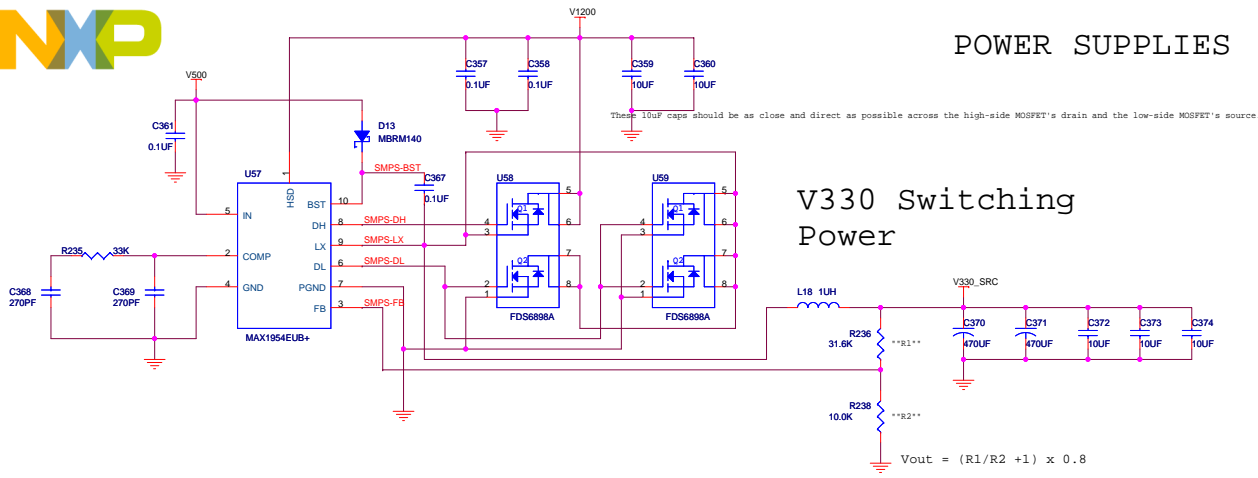 NXP
POWER SUPPLIES
V1200
V500
C357
0.1UF
C358
0.1UF
C359
10UF
C360
10UF
These 10uF caps should be as close and direct as possible across the high-side MOSFET's drain and the low-side MOSFET's source
C361
0.1UF
D13
MBRM140
SMPS-BST
C367
0.1UF
U57
1
HSD
BST
10
5
IN
DH
8
SMPS-DH
LX
9
SMPS-LX
2
COMP
DL
6
SMPS-DL
4
GND
PGND
7
FB
3
SMPS-FB
MAX1954EUB+
R235
33K
C368
270PF
C369
270PF
U58
Q1
5
4
6
3
Q2
7
2
8
1
FDS6898A
U59
Q1
5
4
6
3
Q2
7
2
8
1
FDS6898A
V330 Switching
Power
L18 1UH
V330_SRC
R236
31.6K
""R1""
C370
470UF
C371
470UF
C372
10UF
C373
10UF
C374
10UF
R238
10.0K
""R2""
Vout = (R1/R2 +1) x 0.8